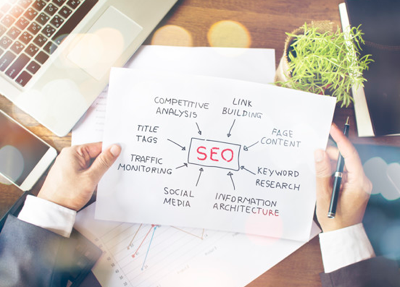 COMPETITIVE
ANALYSIS
LINK
BUILDING
TITLE
TAGS
PAGE
CONTENT
SEO
TRAFFIC
MONITORING
KEYWORD
RESEARCH
SOCIAL
MEDIA
INFORMATION
ARCHITECTURE